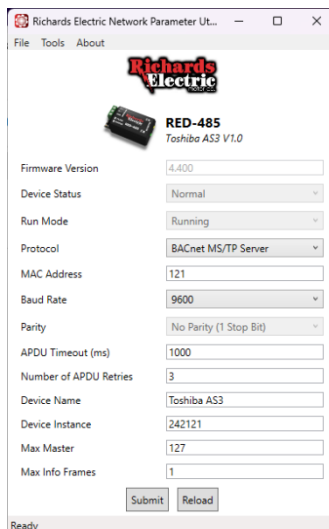 Richards Electric Network Parameter Ut...
File Tools About
Richards
Electric
RED-485
Toshiba AS3 V1.0
Firmware Version 4.400
Device Status Normal
Run Mode Running
Protocol BACnet MS/TP Server
MAC Address 121
Baud Rate 9600
Parity No Parity (1 Stop Bit)
APDU Timeout (ms) 1000
Number of APDU Retries 3
Device Name Toshiba AS3
Device Instance 242121
Max Master 127
Max Info Frames 1
Submit Reload
Ready